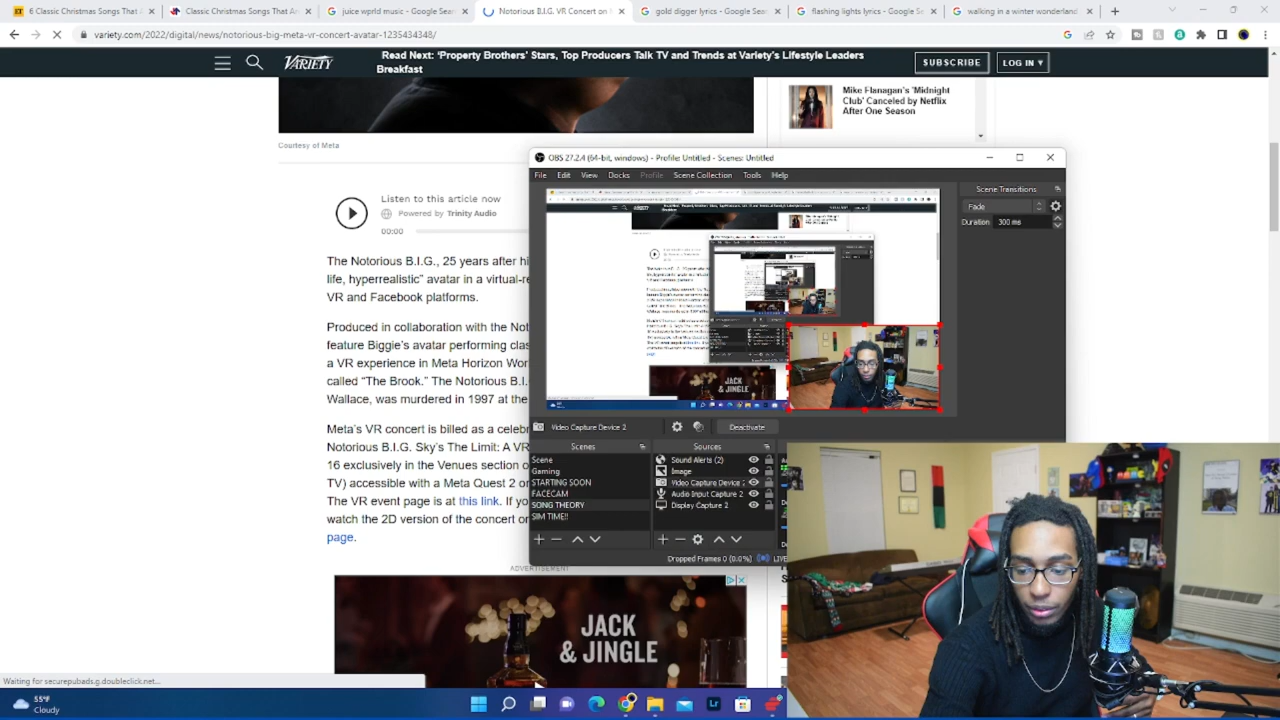 6 Classic Christmas Songs That A
Classic Christmas Songs That Ar
juice wprld music - Google Sear
Notorious B.I.G. VR Concert on
gold digger lyrics - Google Sea
flashing lights lyrics - Google Se
walking in a winter wonderland
variety.com/2022/digital/news/notorious-big-meta-vr-concert-avatar-1235434348/
VARIETY
Read Next: 'Property Brothers' Stars, Top Producers Talk TV and Trends at Variety's Lifestyle Leaders
Breakfast
SUBSCRIBE
LOG IN
Mike Flanagan's 'Midnight
Club' Canceled by Netflix
After One Season
Courtesy of Meta
Listen to this article now
Powered by Trinity Audio
00:00
The Notorious B.I.G., 25 years after hi
life, hyperrealistic" avatar in a virtual-re
VR and Facebook platforms.
Produced in collaboration with the Not
feature Biggie's avatar performing clas
a VR experience in Meta Horizon Wor
called "The Brook." The Notorious B.I.
Wallace, was murdered in 1997 at the
Meta's VR concert is billed as a celebr
Notorious B.I.G. Sky's The Limit: A VR
16 exclusively in the Venues section o
TV) accessible with a Meta Quest 2 or
The VR event page is at this link. If yo
watch the 2D version of the concert or
page.
ADVERTISEMENT
JACK
& JINGLE
OBS 27.2.4 (64-bit, windows) - Profile: Untitled - Scenes: Untitled
File Edit View Docks Profile Scene Collection Tools Help
Scene Transitions
Fade
Duration 300 ms
JACK
& JINGLE
Video Capture Device 2
Deactivate
Scenes
Scene
Gaming
STARTING SOON
FACECAM
SONG THEORY
SIM TIME!!
Sources
Sound Alerts (2)
Image
Video Capture Device 2
Audio Input Capture 2
Display Capture 2
Dropped Frames 0 (0.0%)
LIVE
Waiting for securepubads.g.doubleclick.net...
55°F
Cloudy